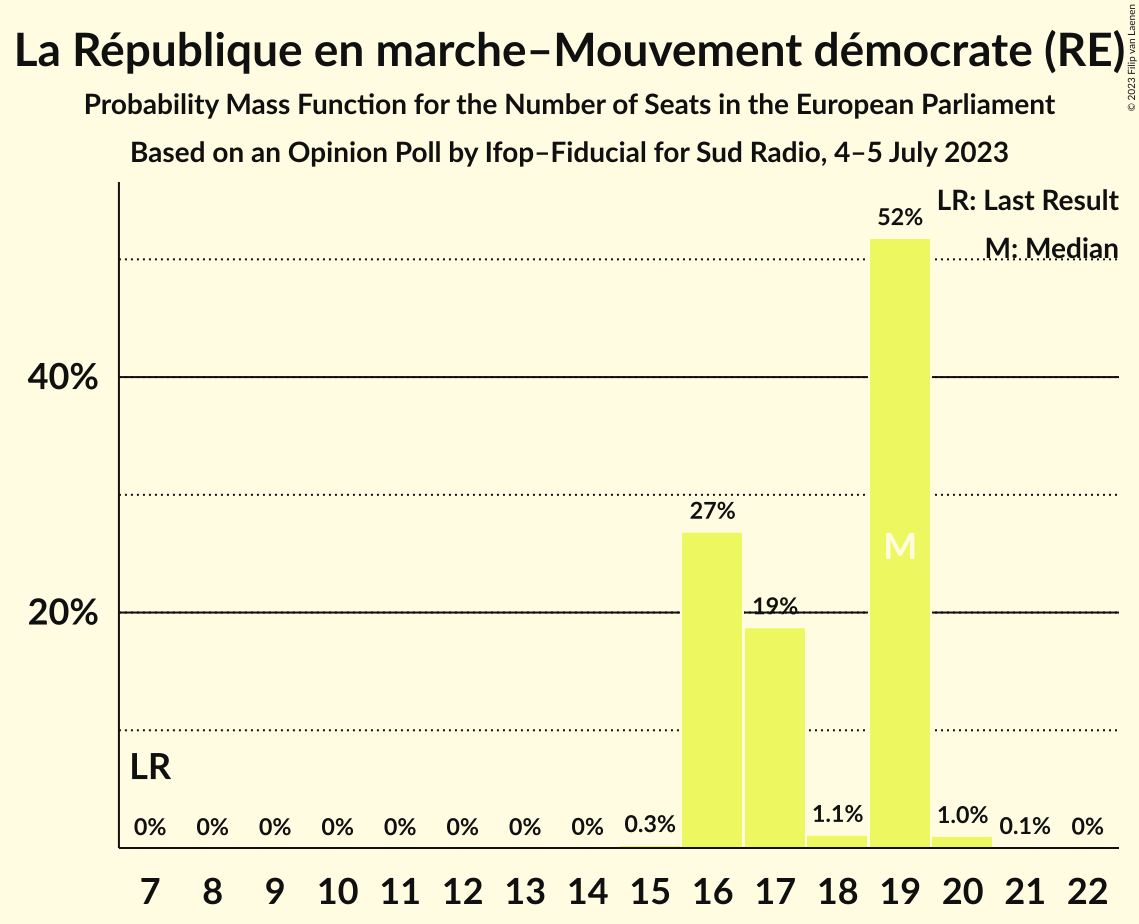 La République en marche–Mouvement démocrate (RE)
© 2023 Filip van Laenen
Probability Mass Function for the Number of Seats in the European Parliament
Based on an Opinion Poll by Ifop–Fiducial for Sud Radio, 4–5 July 2023
LR: Last Result
M: Median
52%
40%
27%
M
20%
19%
LR
0% 0% 0% 0% 0% 0% 0% 0% 0.3% 1.1% 1.0% 0.1% 0%
7 8 9 10 11 12 13 14 15 16 17 18 19 20 21 22